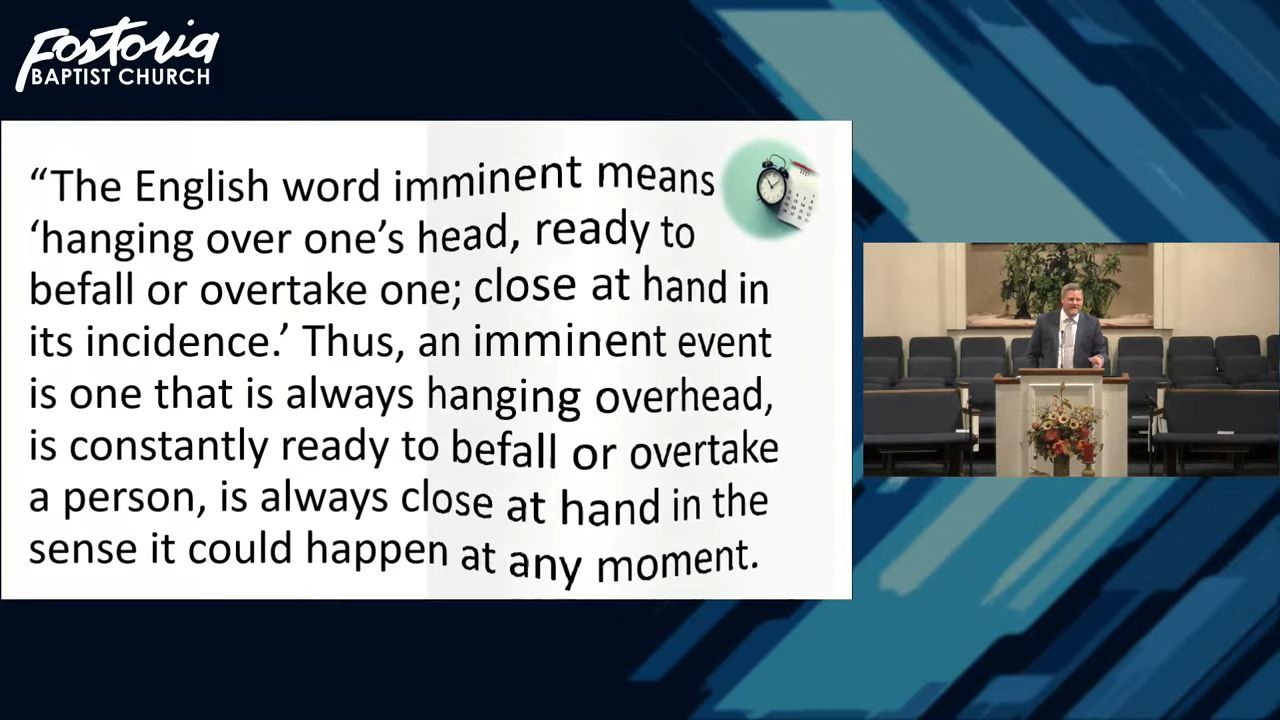 Fostoria
BAPTIST CHURCH
“The English word imminent means
‘hanging over one’s head, ready to
befall or overtake one; close at hand in
its incidence.’ Thus, an imminent event
is one that is always hanging overhead,
is constantly ready to befall or overtake
a person, is always close at hand in the
sense it could happen at any moment.